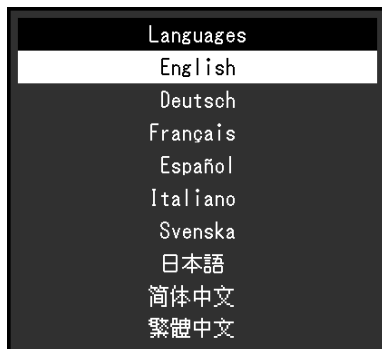 Languages
English
Deutsch
Français
Español
Italiano
Svenska
日本語
简体中文
繁體中文